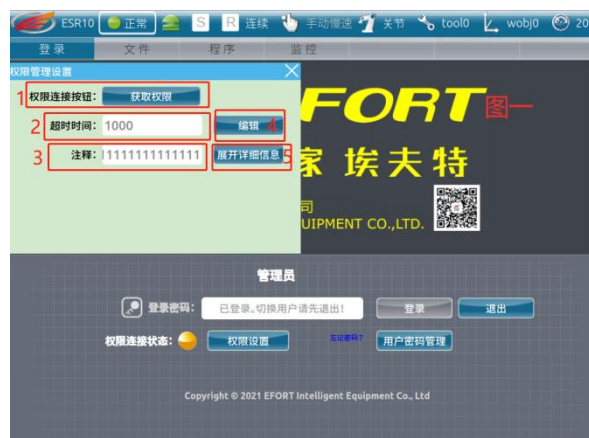 ESR10 正常 S R 连续 手动慢速 关节 tool0 wobj0 20
登录 文件 程序 监控
权限管理设置
1 权限连接按钮: 获取权限
2 超时时间: 1000 编辑 4
3 注释: 1111111111111 展开详细信息 5
EFORT 图一
家 埃夫特
司
UIPMENT CO.,LTD.
管理员
登录密码: 已登录。切换用户请先退出! 登录 退出
权限连接状态: 权限设置 忘记密码? 用户密码管理
Copyright © 2021 EFORT Intelligent Equipment Co., Ltd